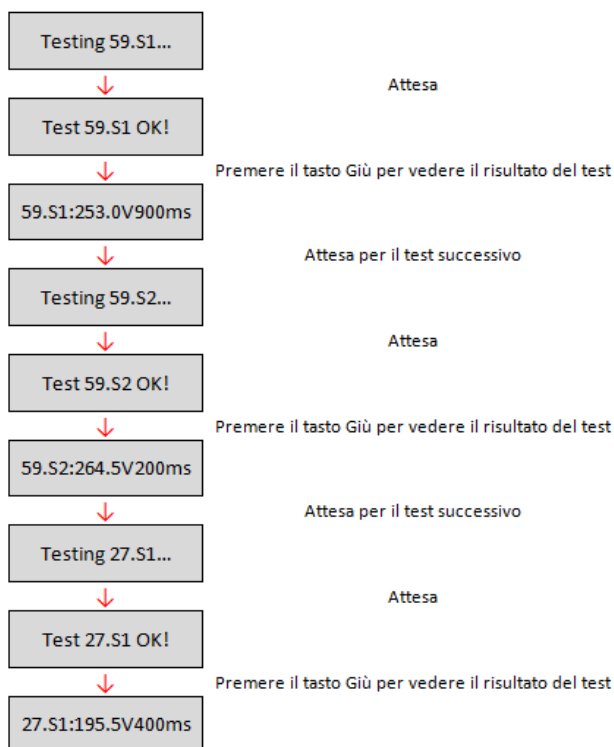 Testing 59.S1...
Attesa
Test 59.S1 OK!
Premere il tasto Giù per vedere il risultato del test
59.S1:253.0V900ms
Attesa per il test successivo
Testing 59.S2...
Attesa
Test 59.S2 OK!
Premere il tasto Giù per vedere il risultato del test
59.S2:264.5V200ms
Attesa per il test successivo
Testing 27.S1...
Attesa
Test 27.S1 OK!
Premere il tasto Giù per vedere il risultato del test
27.S1:195.5V400ms